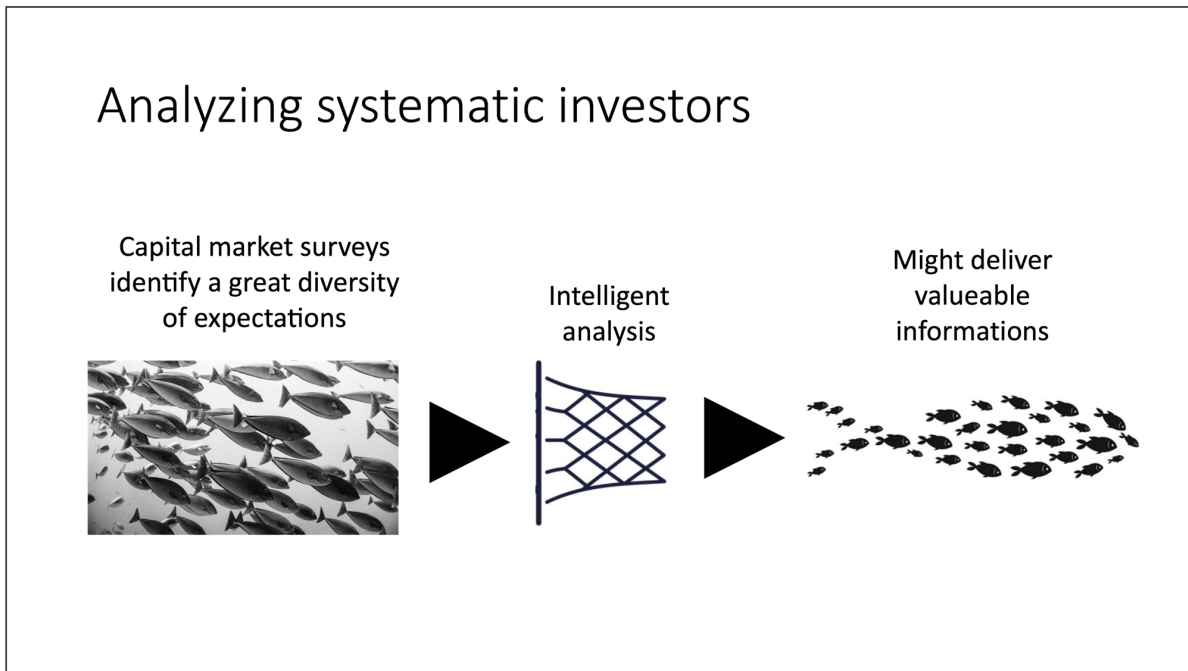 Analyzing systematic investors
Capital market surveys
identify a great diversity
of expectations
Intelligent
analysis
Might deliver
valueable
informations